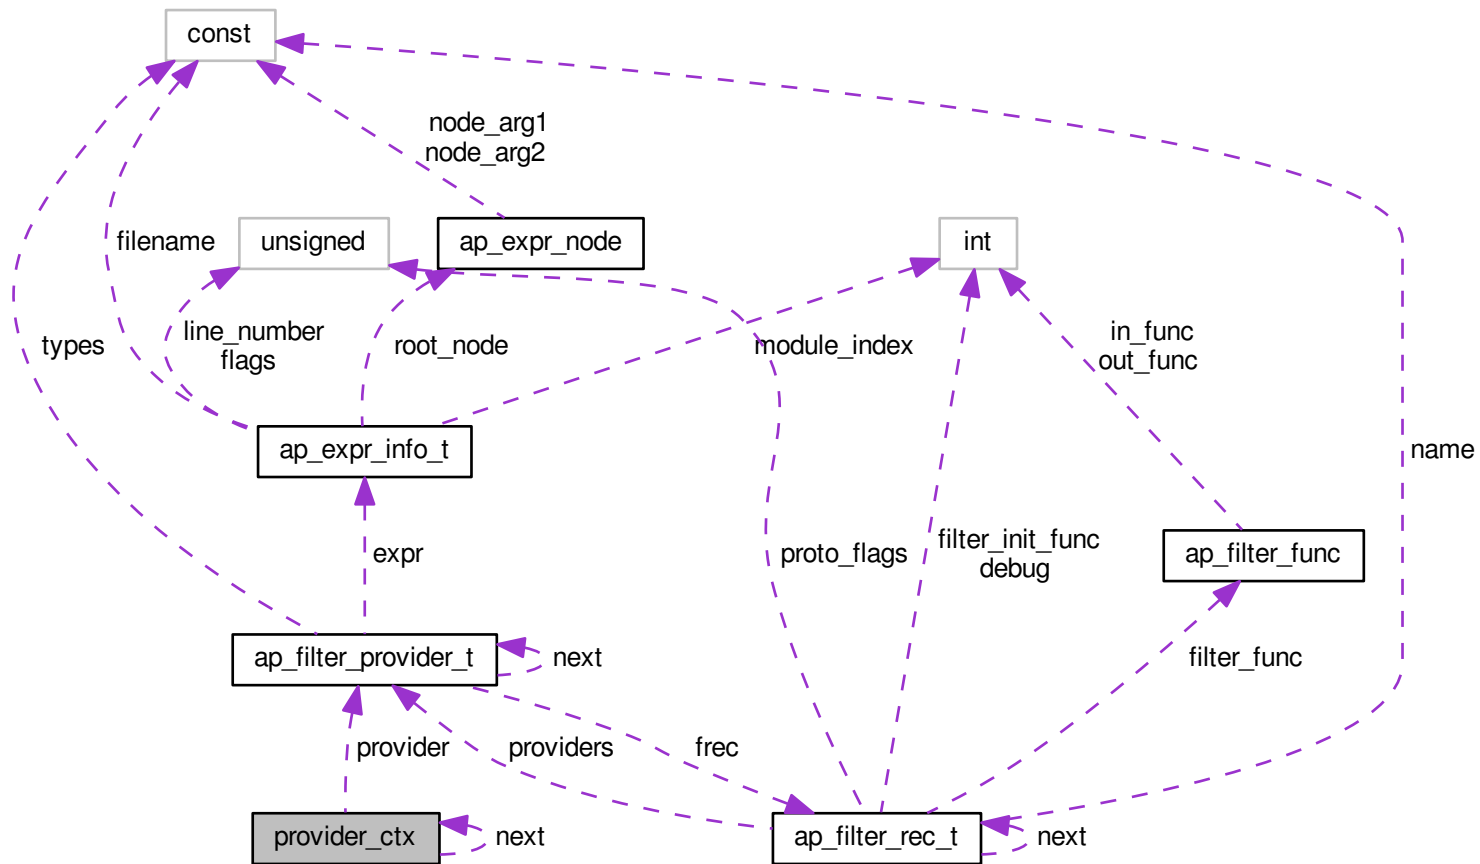 const
node_arg1
node_arg2
filename
unsigned
ap_expr_node
int
types
line_number
flags
root_node
module_index
in_func
out_func
ap_expr_info_t
name
expr
proto_flags
filter_init_func
debug
ap_filter_func
ap_filter_provider_t
next
filter_func
provider
providers
frec
provider_ctx
next
ap_filter_rec_t
next